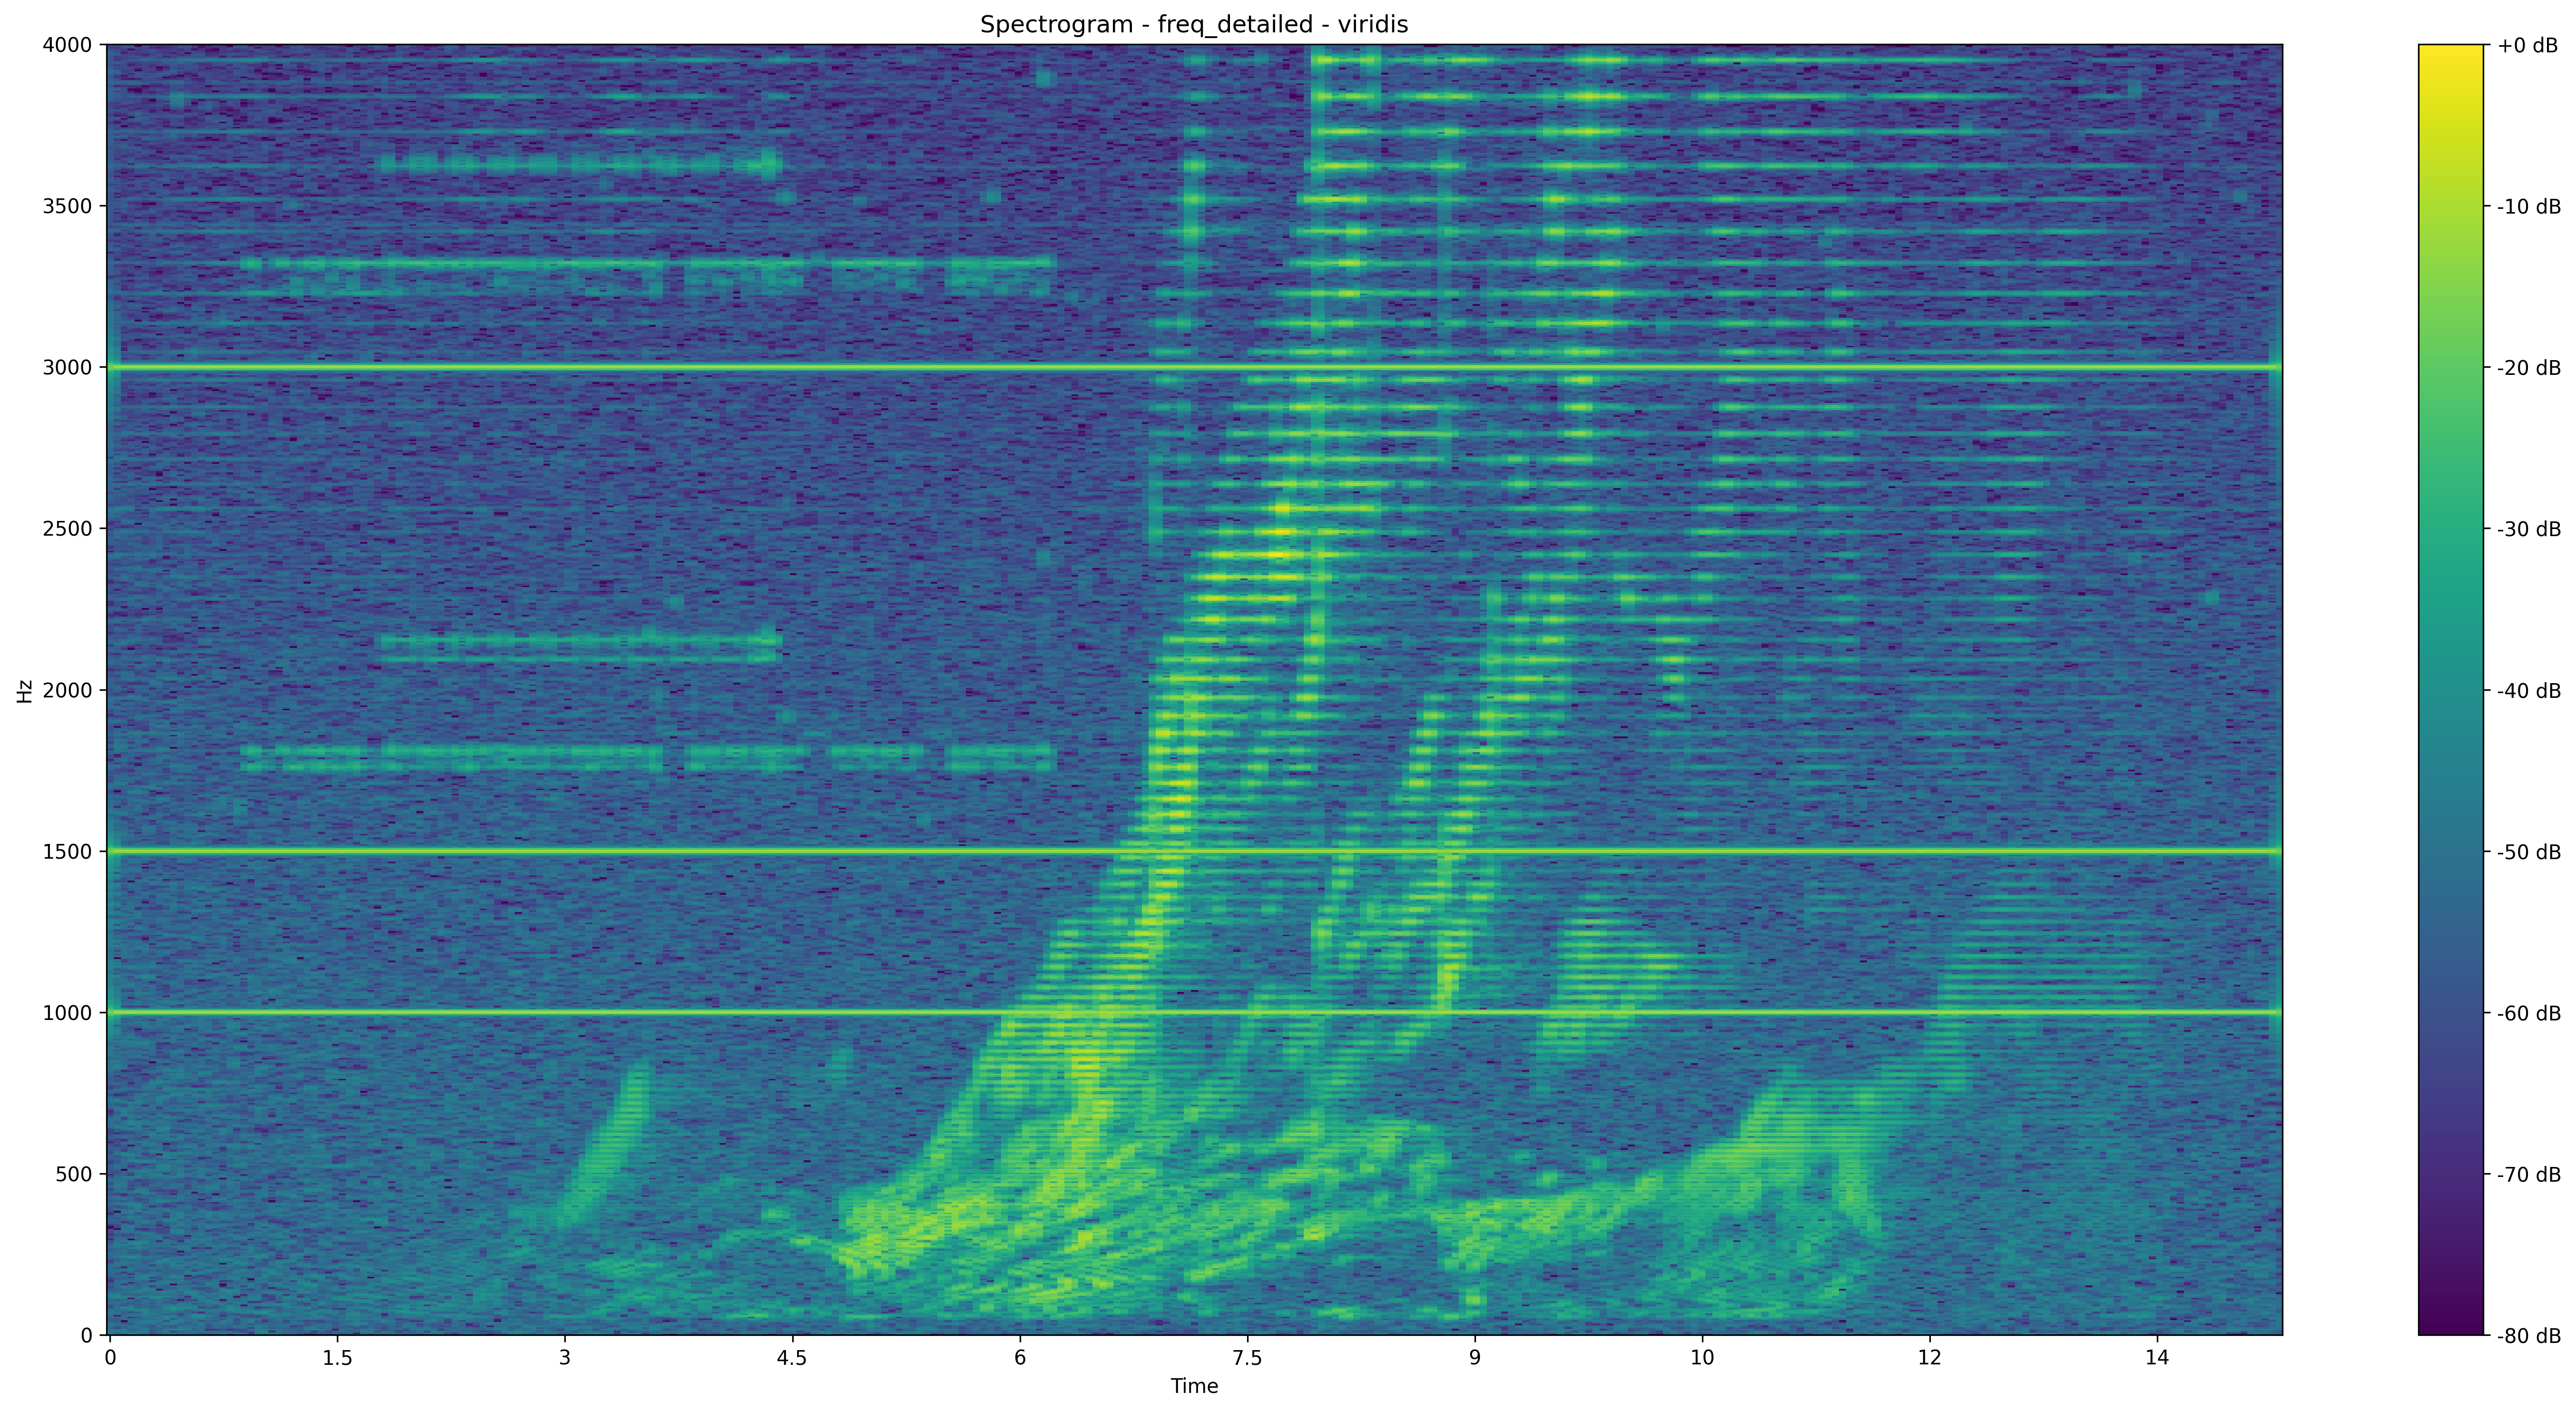 Spectrogram - freq_detailed - viridis
4000
3500
3000
2500
2000
1500
1000
500
0
Hz
0 1.5 3 4.5 6 7.5 9 10 12 14
Time
+0 dB
-10 dB
-20 dB
-30 dB
-40 dB
-50 dB
-60 dB
-70 dB
-80 dB